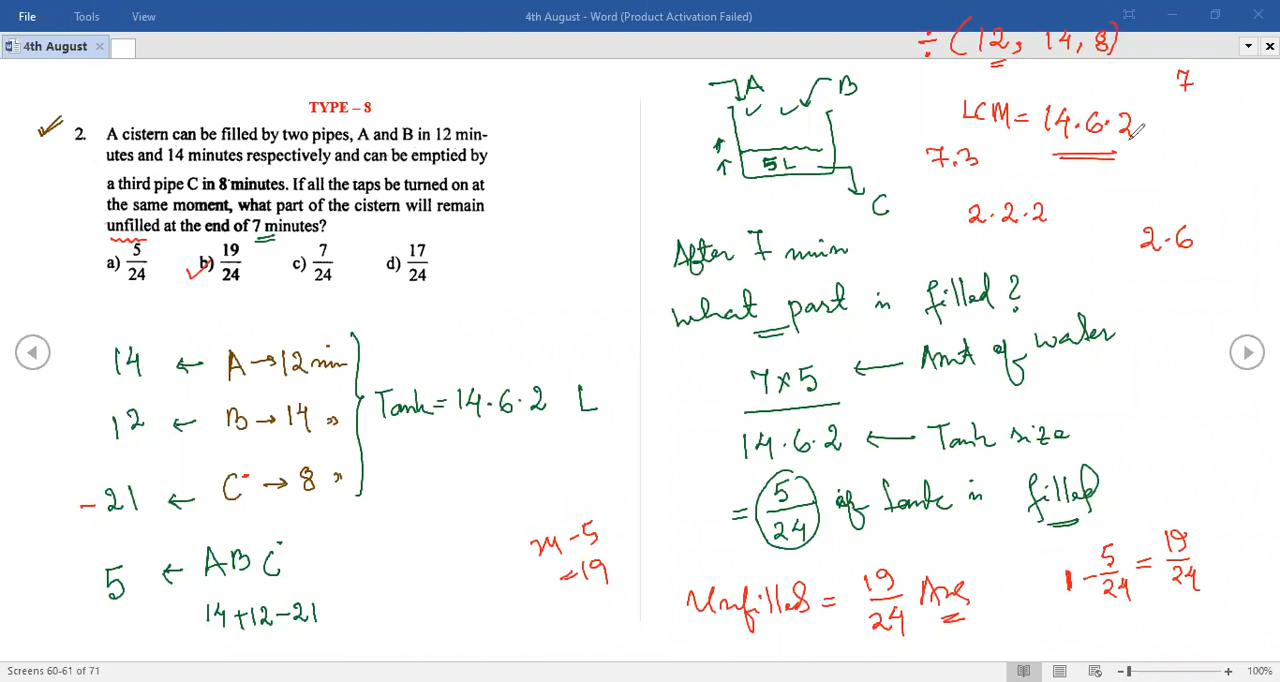 File Tools View
4th August - Word (Product Activation Failed)
4th August
TYPE – 8
2. A cistern can be filled by two pipes, A and B in 12 min-
utes and 14 minutes respectively and can be emptied by
a third pipe C in 8 minutes. If all the taps be turned on at
the same moment, what part of the cistern will remain
unfilled at the end of 7 minutes?
a) 5/24 b) 19/24 c) 7/24 d) 17/24
14 ← A → 12 min
12 ← B → 14 "
- 21 ← C - → 8 "
Tank = 14·6·2 L
5 ← A B C -
14 + 12 - 21
- 5
= 19
÷ (12, 14, 8)
A B
5 L
C
LCM = 14·6·2
7
7·3
2·2·2
2·6
After 7 min
what part is filled?
7 × 5 ← Amt of water
14·6·2 ← Tank size
= 5/24 of tank is filled
Unfilled = 19/24 Ans
1 - 5/24 = 19/24
Screens 60-61 of 71
100%